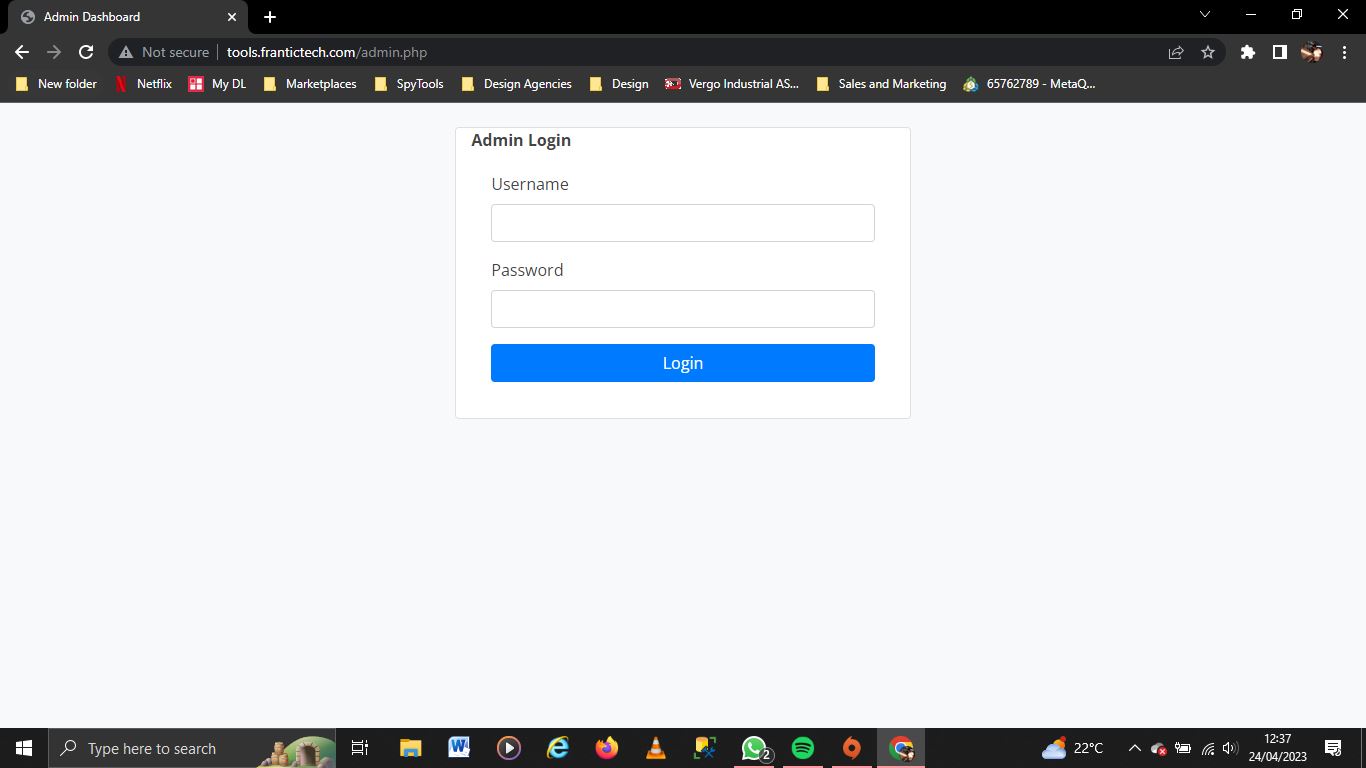 Admin Dashboard
Not secure tools.frantictech.com/admin.php
New folder Netflix My DL Marketplaces SpyTools Design Agencies Design Vergo Industrial AS... Sales and Marketing 65762789 - MetaQ...
Admin Login
Username
Password
Login
Type here to search
2
22°C
12:37
24/04/2023